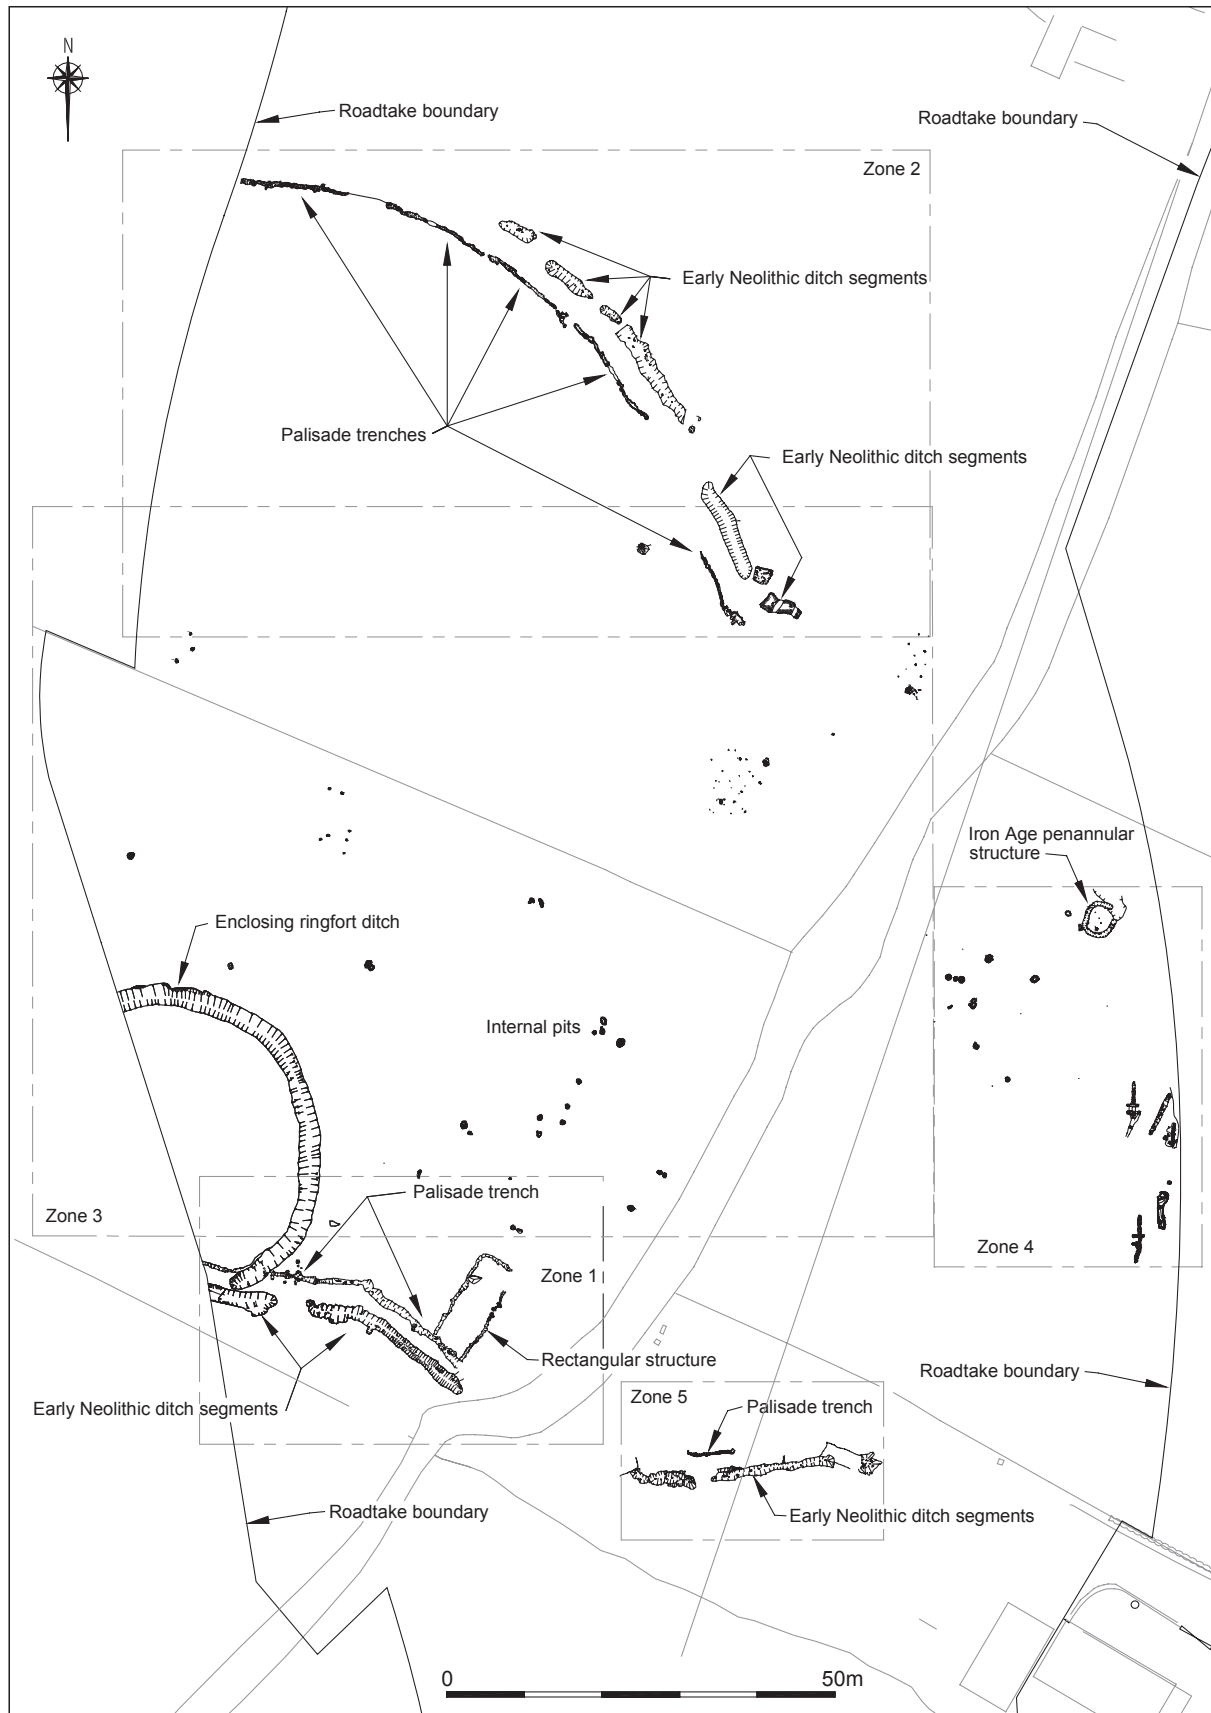 N
Roadtake boundary
Roadtake boundary
Zone 2
Early Neolithic ditch segments
Palisade trenches
Early Neolithic ditch segments
Iron Age penannular
structure
Enclosing ringfort ditch
Internal pits
Palisade trench
Zone 3
Zone 4
Zone 1
Rectangular structure
Roadtake boundary
Early Neolithic ditch segments
Zone 5
Palisade trench
Roadtake boundary
Early Neolithic ditch segments
0
50m